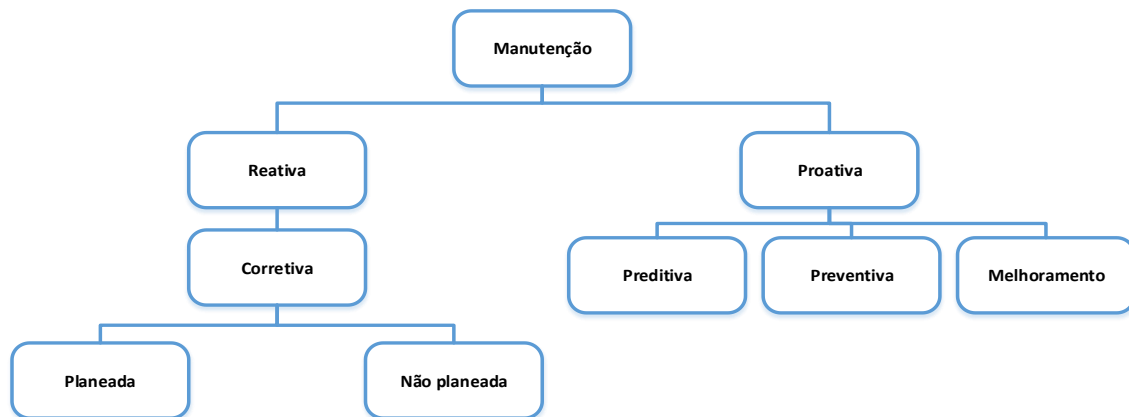 Manutenção
Reativa
Proativa
Corretiva
Preditiva
Preventiva
Melhoramento
Planeada
Não planeada